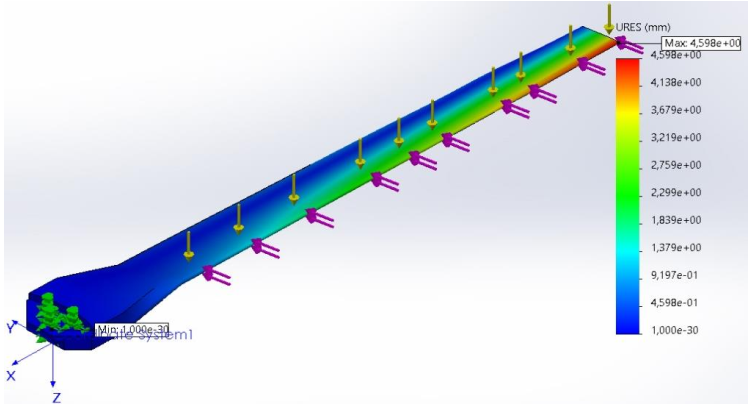 URES (mm)
Max: 4,598e+00
4,598e+00
4,138e+00
3,679e+00
3,219e+00
2,759e+00
2,299e+00
1,839e+00
1,379e+00
9,197e-01
4,598e-01
1,000e-30
Min: 1,000e-30
System1
Y
X
Z